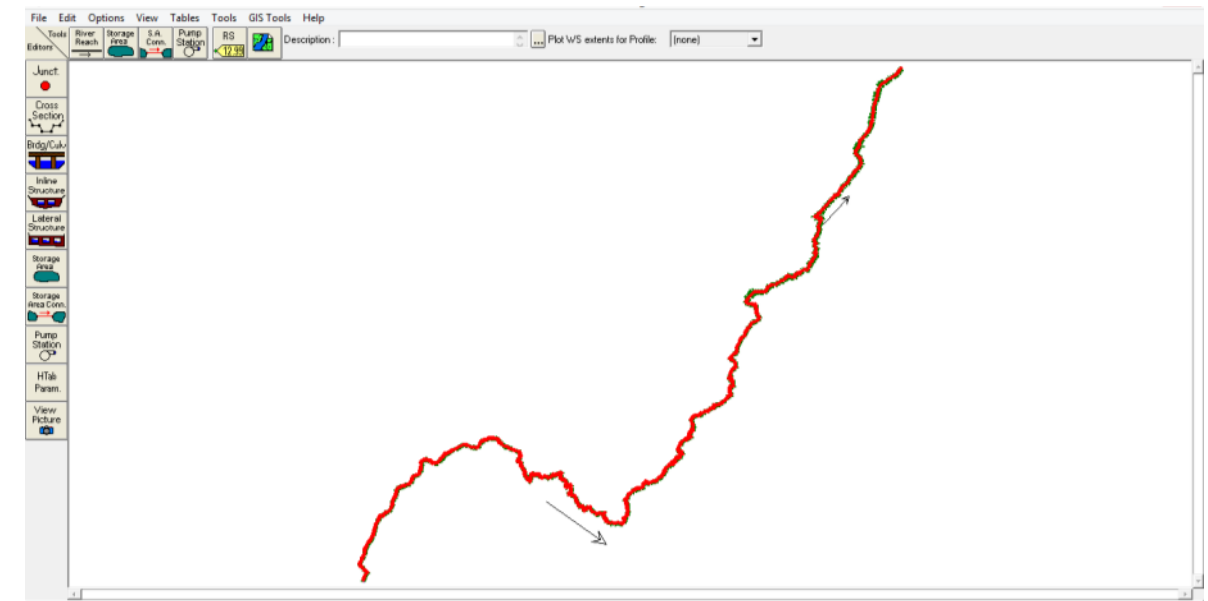 File Edit Options View Tables Tools GIS Tools Help
Tools
Editors
River
Reach
Storage
Area
S.A.
Conn.
Pump
Station
RS
12.99
Description :
...
Plot WS extents for Profile:
(none)
Junct.
Cross
Section
Brdg/Culv
Inline
Structure
Lateral
Structure
Storage
Area
Storage
Area Conn.
Pump
Station
HTab
Param.
View
Picture